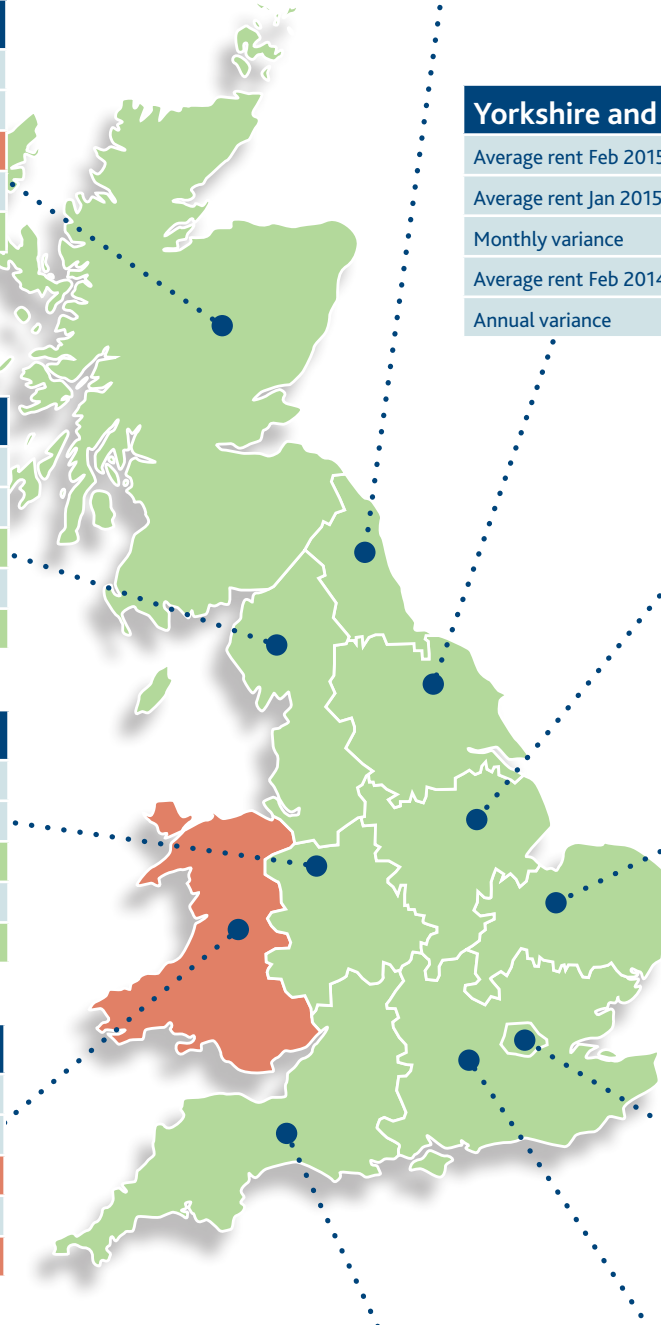 Yorkshire and
Average rent Feb 2015
Average rent Jan 2015
Monthly variance
Average rent Feb 2014
Annual variance